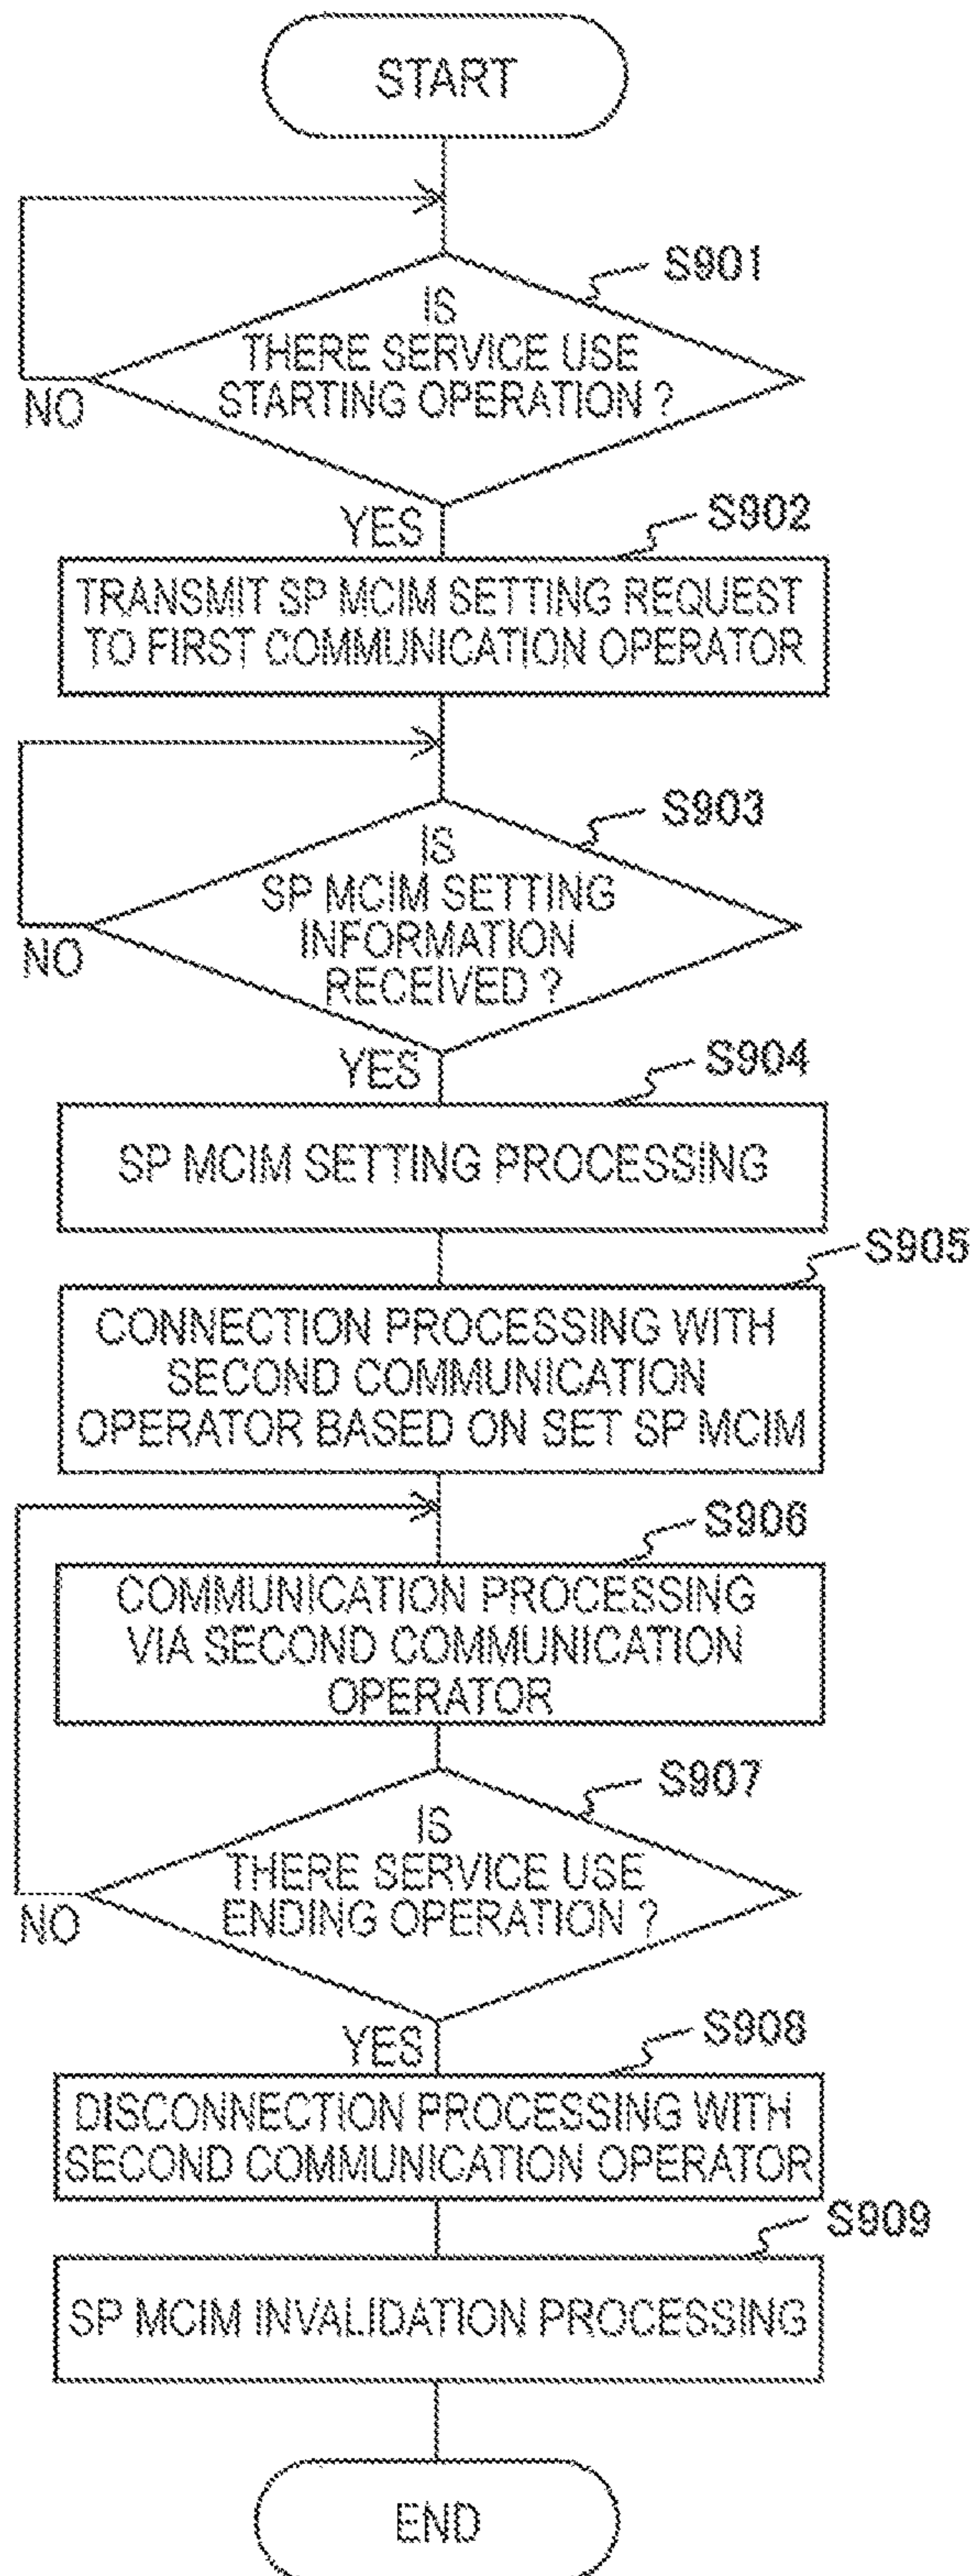 START
S901
IS
THERE SERVICE USE
STARTING OPERATION ?
NO
YES
S902
TRANSMIT SP MCIM SETTING REQUEST
TO FIRST COMMUNICATION OPERATOR
S903
IS
SP MCIM SETTING
INFORMATION
RECEIVED ?
NO
YES
S904
SP MCIM SETTING PROCESSING
S905
CONNECTION PROCESSING WITH
SECOND COMMUNICATION
OPERATOR BASED ON SET SP MCIM
S906
COMMUNICATION PROCESSING
VIA SECOND COMMUNICATION
OPERATOR
S907
IS
THERE SERVICE USE
ENDING OPERATION ?
NO
YES
S908
DISCONNECTION PROCESSING WITH
SECOND COMMUNICATION OPERATOR
S909
SP MCIM INVALIDATION PROCESSING
END